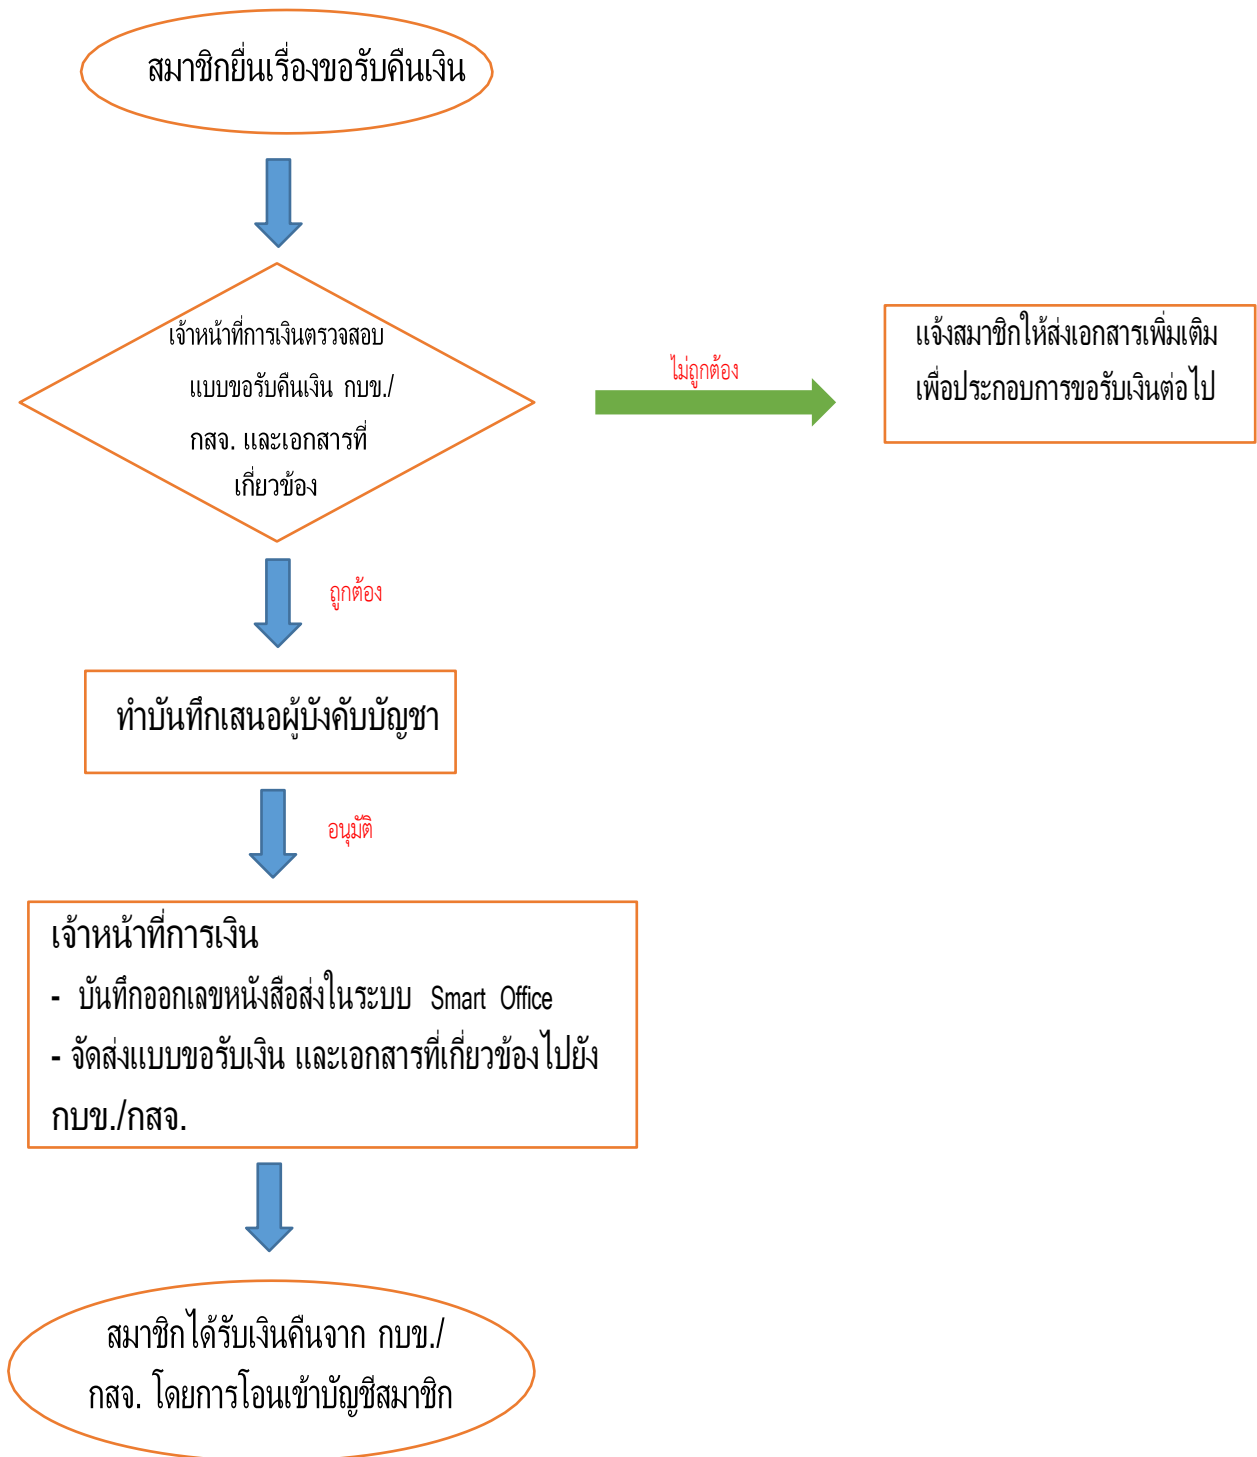 สมาชิกยื่นเรื่องขอรับคืนเงิน
เจ้าหน้าที่การเงินตรวจสอบ
แบบขอรับคืนเงิน กบข./
กสจ. และเอกสารที่
เกี่ยวข้อง
ไม่ถูกต้อง
แจ้งสมาชิกให้ส่งเอกสารเพิ่มเติม
เพื่อประกอบการขอรับเงินต่อไป
ถูกต้อง
ทำบันทึกเสนอผู้บังคับบัญชา
อนุมัติ
เจ้าหน้าที่การเงิน
- บันทึกออกเลขหนังสือส่งในระบบ Smart Office
- จัดส่งแบบขอรับเงิน และเอกสารที่เกี่ยวข้องไปยัง
กบข./กสจ.
สมาชิกได้รับเงินคืนจาก กบข./
กสจ. โดยการโอนเข้าบัญชีสมาชิก